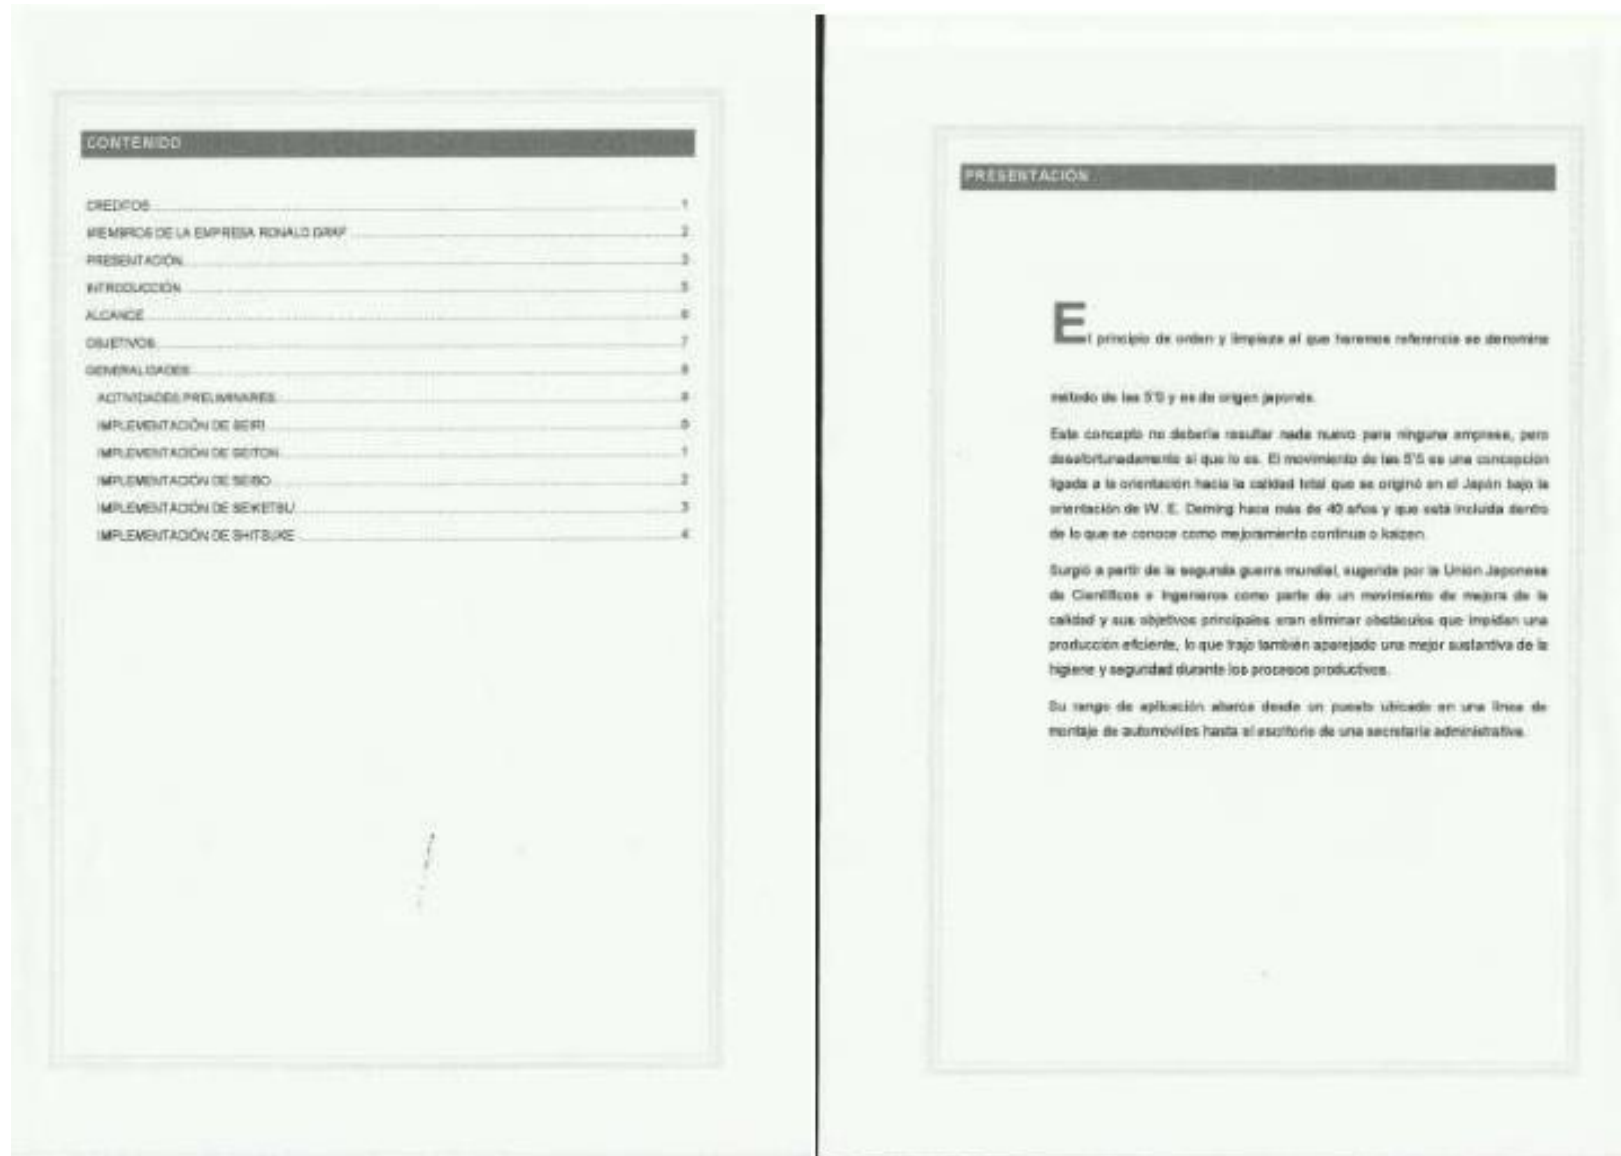 CONTENIDO
CREDITOS 1
MIEMBROS DE LA EMPRESA RONALD GRAF 2
PRESENTACIÓN 3
INTRODUCCIÓN 5
ALCANCE 6
OBJETIVOS 7
GENERALIDADES 8
ACTIVIDADES PRELIMINARES
IMPLEMENTACIÓN DE SEIRI 0
IMPLEMENTACIÓN DE SEITON 1
IMPLEMENTACIÓN DE SEISO 2
IMPLEMENTACIÓN DE SEIKETSU 3
IMPLEMENTACIÓN DE SHITSUKE 4
PRESENTACIÓN
El principio de orden y limpieza al que haremos referencia se denomina
método de las 5'S y es de origen japonés.
Este concepto no debería resultar nada nuevo para ninguna empresa, pero
desafortunadamente si que lo es. El movimiento de las 5'S es una concepción
ligada a la orientación hacia la calidad total que se originó en el Japón bajo la
orientación de W. E. Deming hace más de 40 años y que está incluida dentro
de lo que se conoce como mejoramiento continuo o kaizen.
Surgió a partir de la segunda guerra mundial, sugerida por la Unión Japonesa
de Científicos e Ingenieros como parte de un movimiento de mejora de la
calidad y sus objetivos principales eran eliminar obstáculos que impidan una
producción eficiente, lo que trajo también aparejado una mejor sustantiva de la
higiene y seguridad durante los procesos productivos.
Su rango de aplicación abarca desde un puesto ubicado en una línea de
montaje de automóviles hasta el escritorio de una secretaria administrativa.